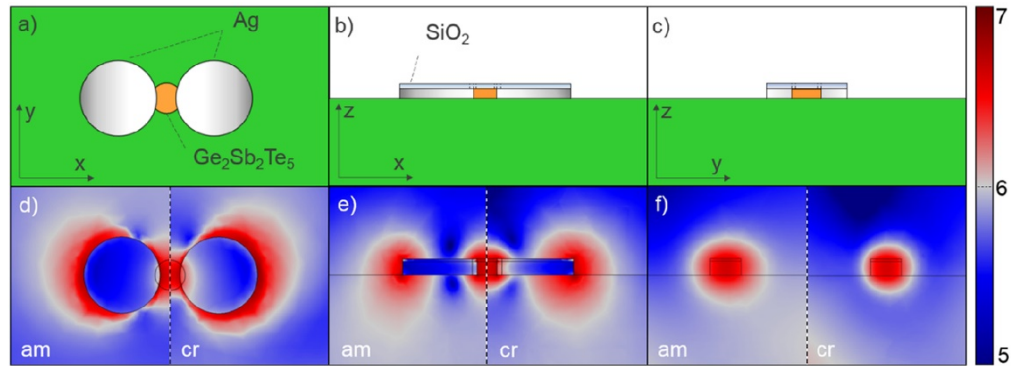 a)
Ag
Ge₂Sb₂Te₅
y
x
b)
SiO₂
z
x
c)
z
y
d)
am
cr
e)
am
cr
f)
am
cr
7
6
5